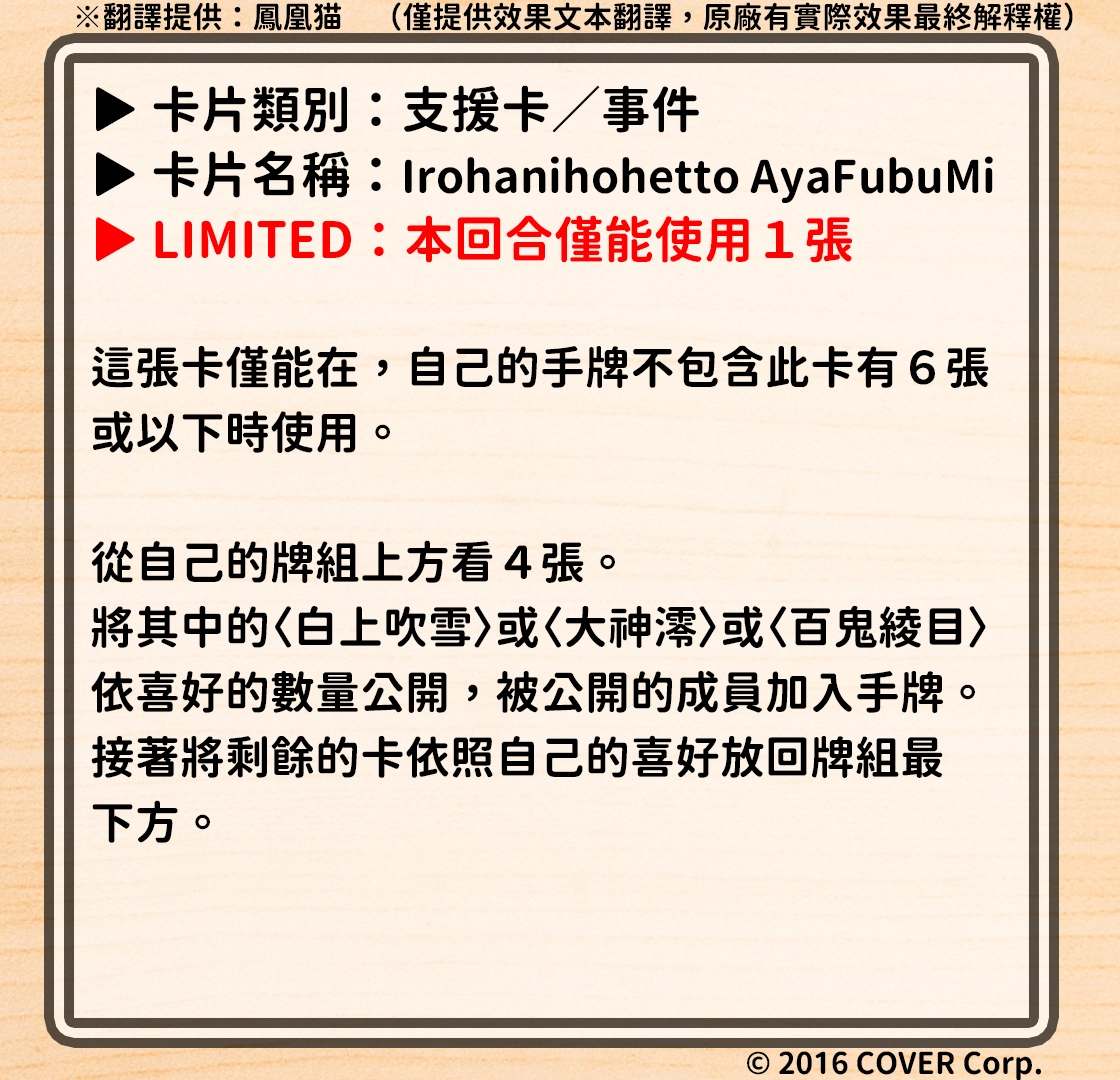 ※翻譯提供：鳳凰猫　（僅提供效果文本翻譯，原廠有實際效果最終解釋權）
▶ 卡片類別：支援卡／事件
▶ 卡片名稱：Irohanihohetto AyaFubuMi
▶ LIMITED：本回合僅能使用１張
這張卡僅能在，自己的手牌不包含此卡有６張
或以下時使用。
從自己的牌組上方看４張。
將其中的〈白上吹雪〉或〈大神澪〉或〈百鬼綾目〉
依喜好的數量公開，被公開的成員加入手牌。
接著將剩餘的卡依照自己的喜好放回牌組最
下方。
© 2016 COVER Corp.